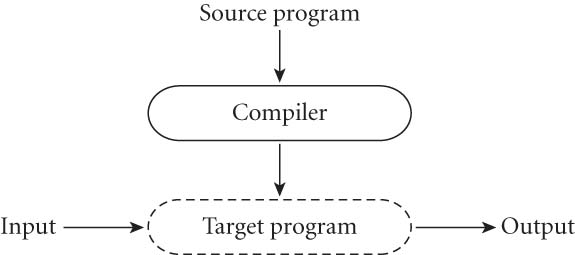 Source program
Compiler
Input
Target program
Output